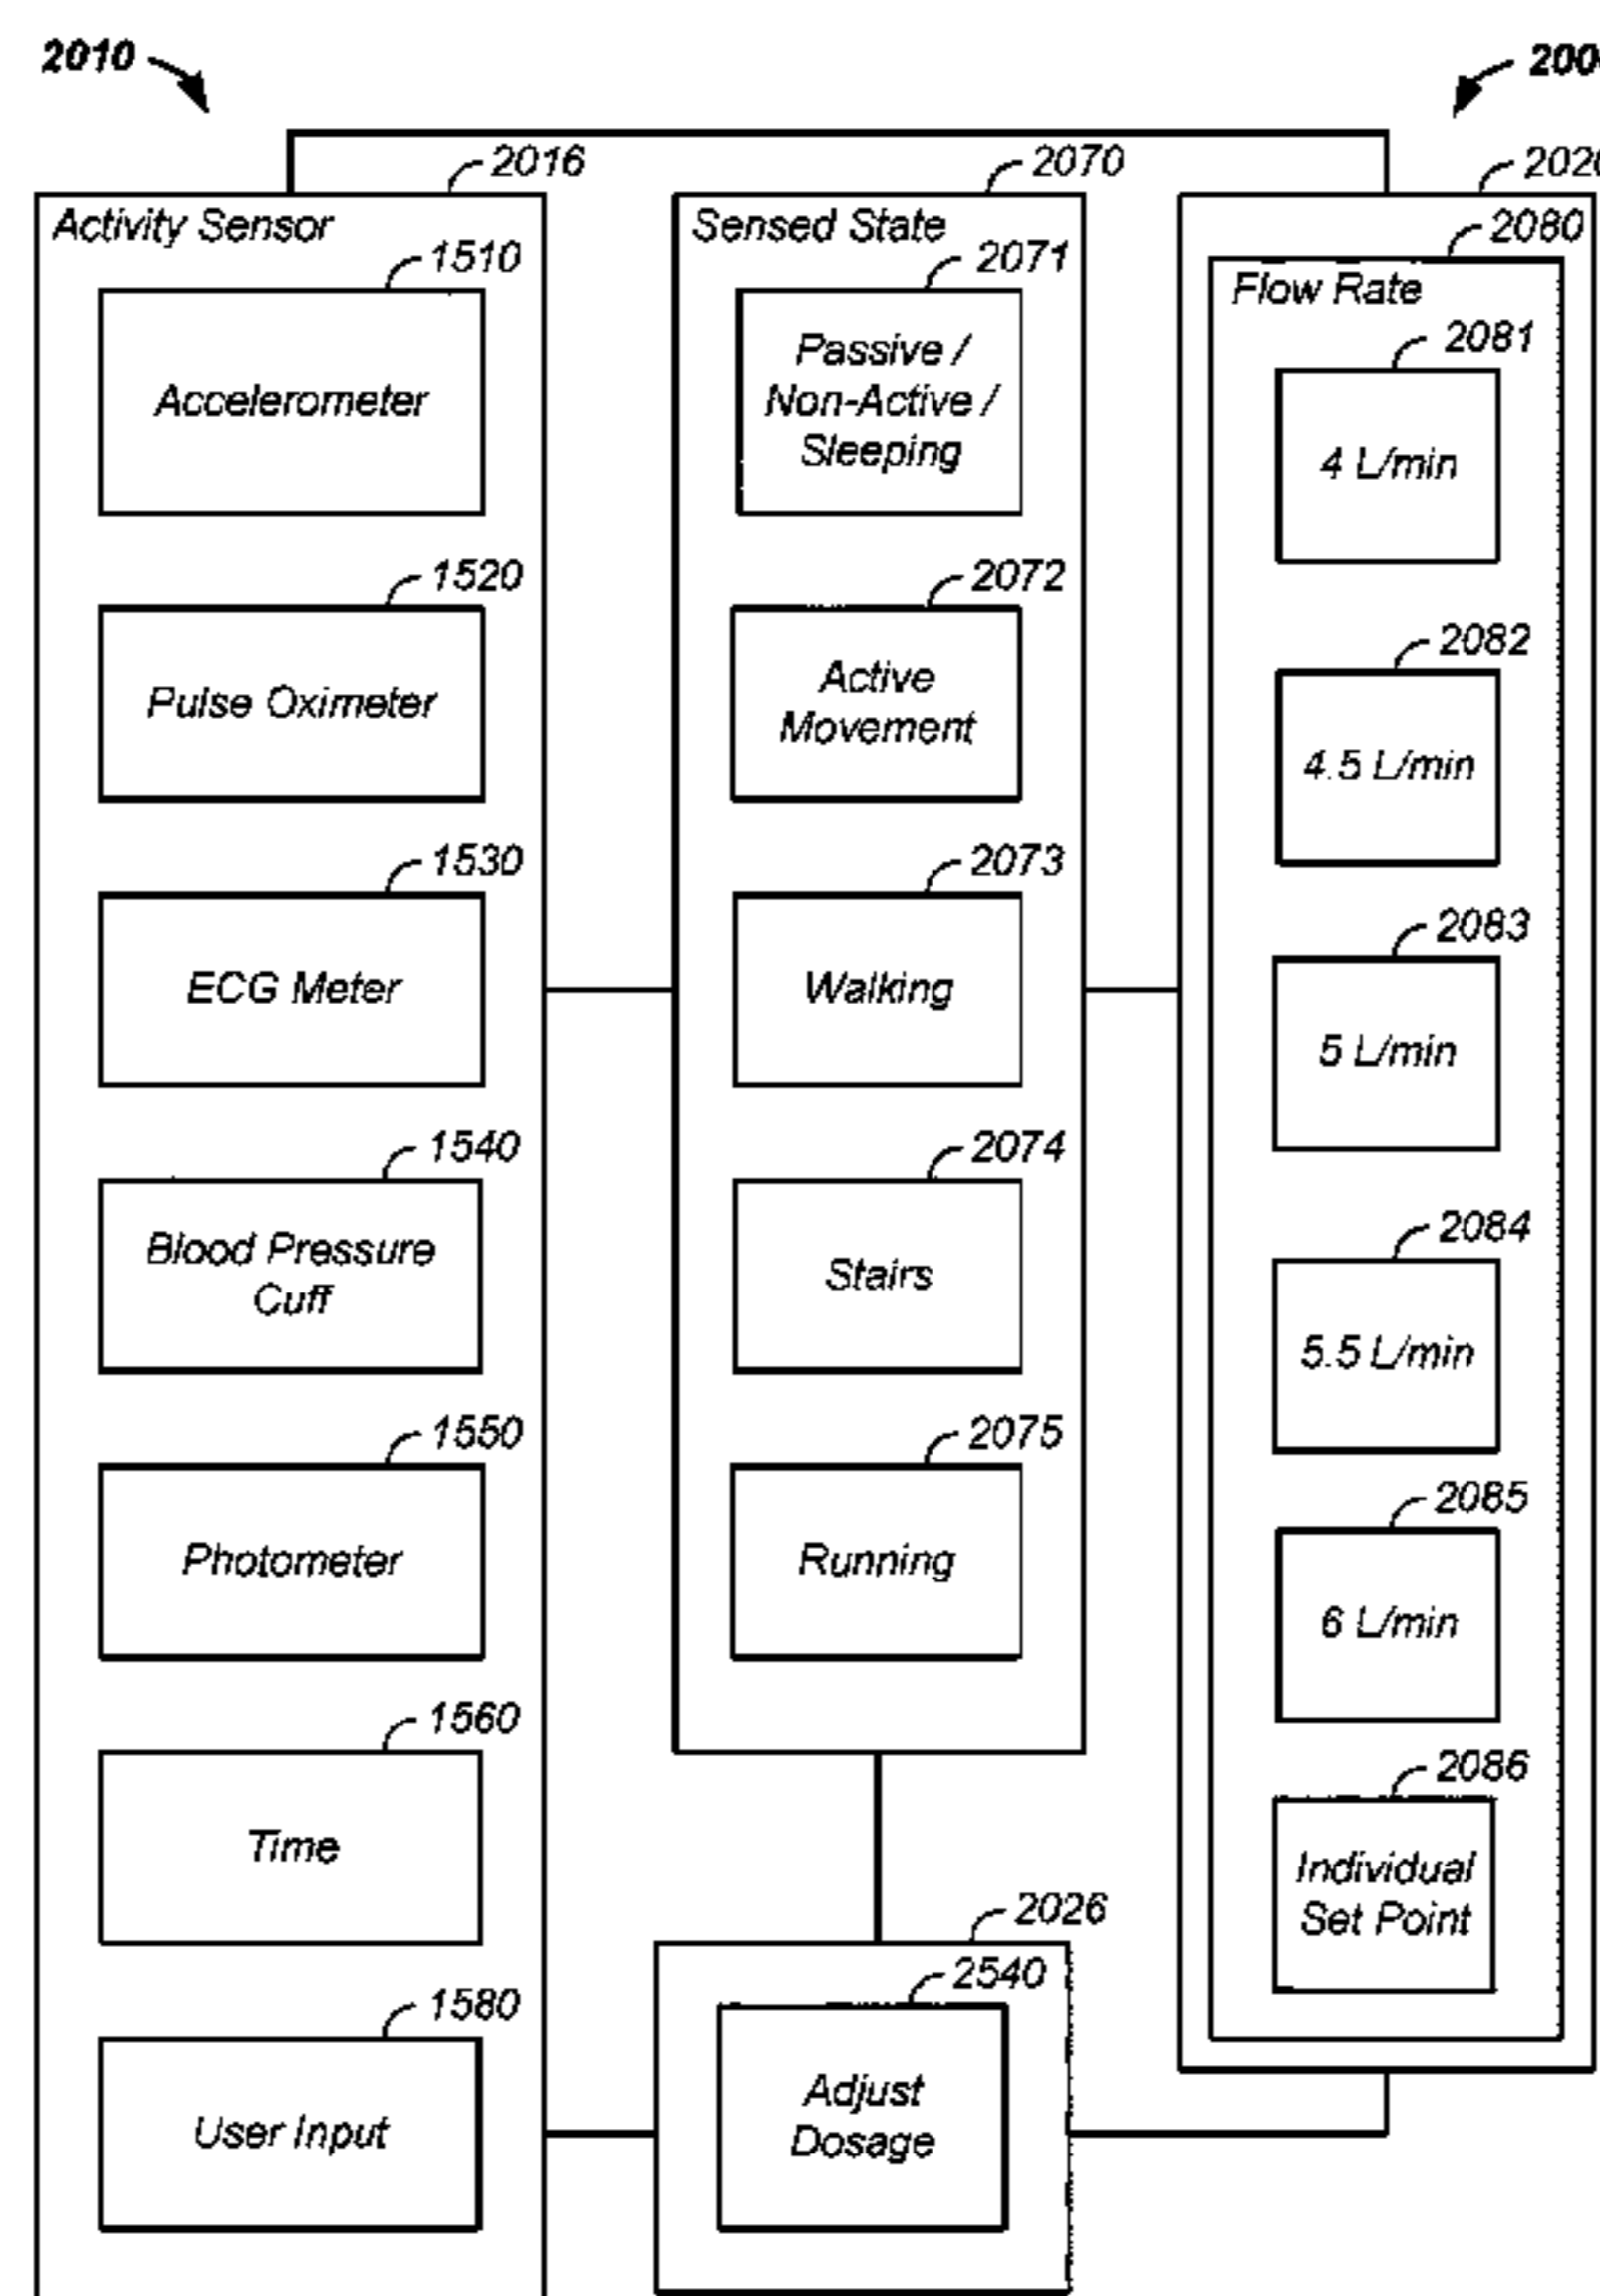 2010
200
2016
2070
202
Activity Sensor
Sensed State
2080
1510
2071
Flow Rate
Accelerometer
Passive /
Non-Active /
Sleeping
2081
4 L/min
1520
2072
2082
Pulse Oximeter
Active
Movement
4.5 L/min
1530
2073
2083
ECG Meter
Walking
5 L/min
1540
2074
2084
Blood Pressure
Cuff
Stairs
5.5 L/min
1550
2075
2085
Photometer
Running
6 L/min
1560
2086
Time
Individual
Set Point
2026
2540
1580
User Input
Adjust
Dosage